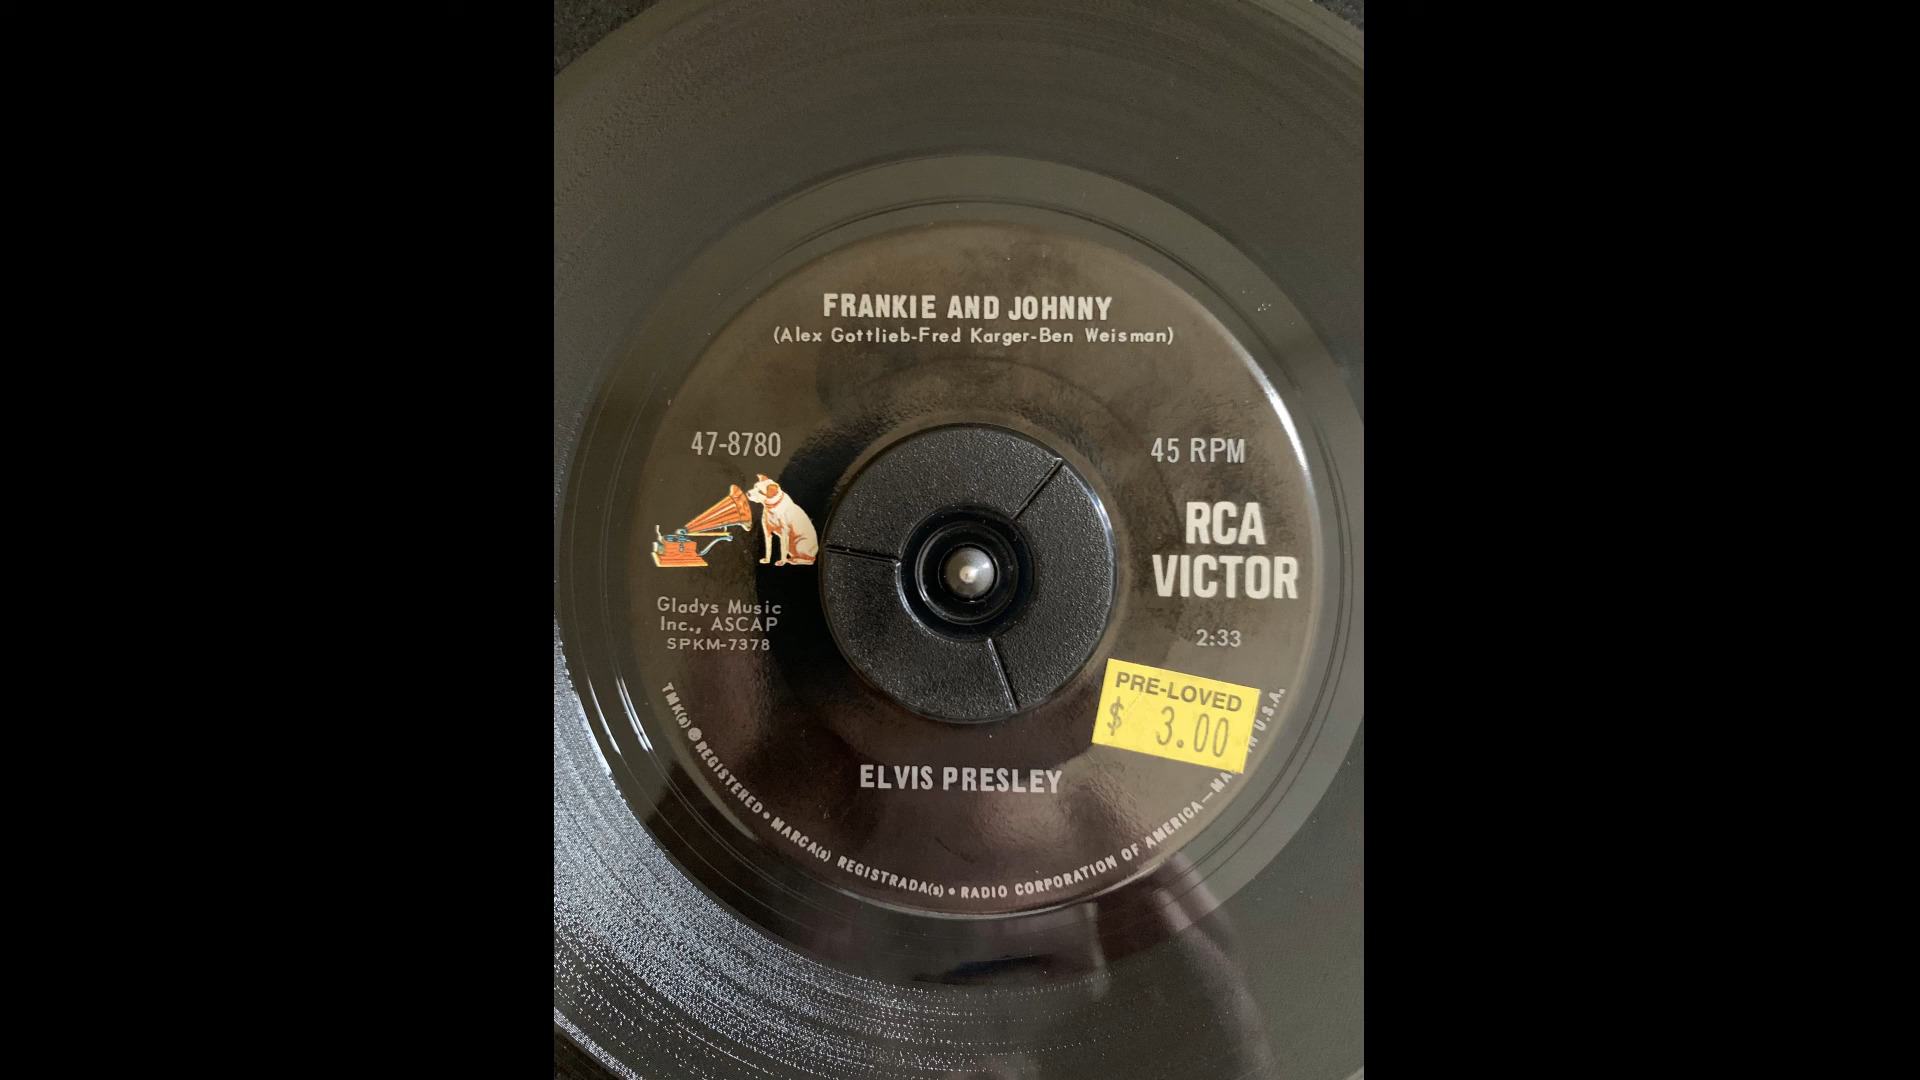 FRANKIE AND JOHNNY
(Alex Gottlieb-Fred Karger-Ben Weisman)
47-8780
45 RPM
RCA
VICTOR
Gladys Music
Inc., ASCAP
SPKM-7378
2:33
PRE-LOVED
$ 3.00
ELVIS PRESLEY
TMK(s) ® REGISTERED • MARCA(s) REGISTRADA(s) • RADIO CORPORATION OF AMERICA — MA IN U.S.A.